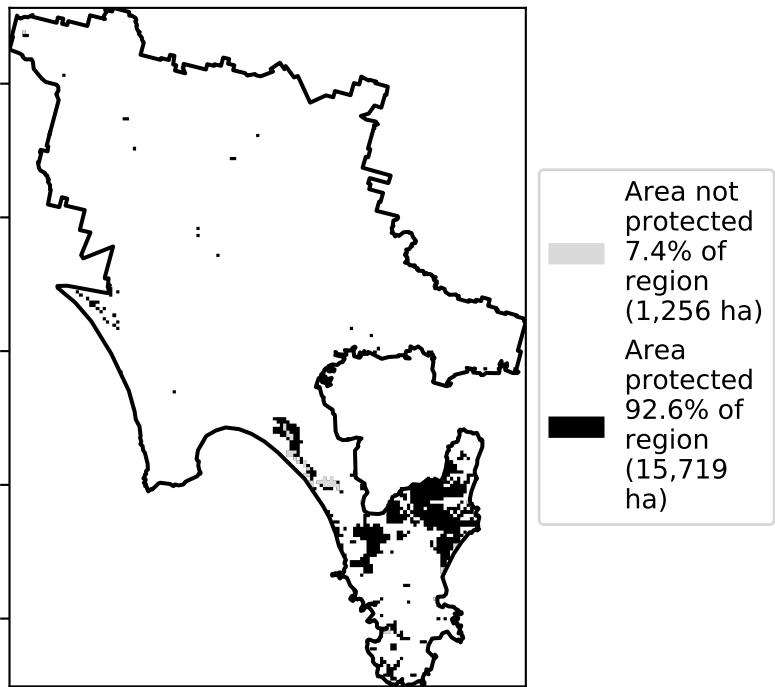 Area not
protected
7.4% of
region
(1,256 ha)
Area
protected
92.6% of
region
(15,719
ha)